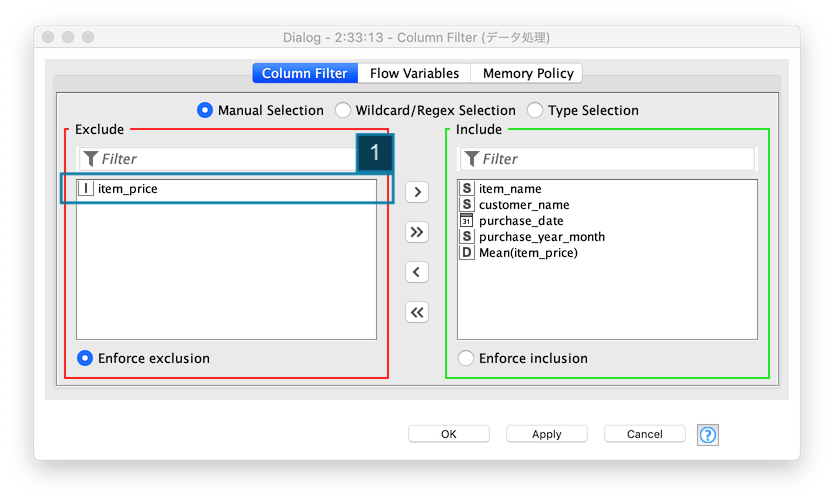 Dialog - 2:33:13 - Column Filter (データ処理)
Column Filter Flow Variables Memory Policy
Manual Selection Wildcard/Regex Selection Type Selection
Exclude
Filter
1
I item_price
Enforce exclusion
>
>>
<
<<
Include
Filter
S item_name
S customer_name
31 purchase_date
S purchase_year_month
D Mean(item_price)
Enforce inclusion
OK Apply Cancel ?